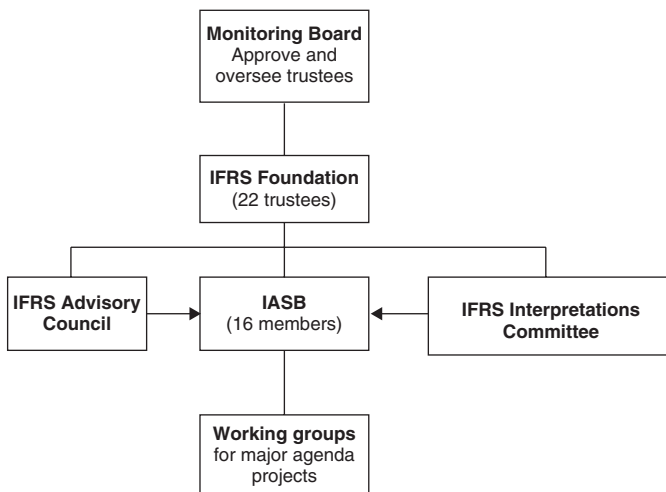 Monitoring Board
Approve and
oversee trustees
IFRS Foundation
(22 trustees)
IFRS Advisory
Council
IASB
(16 members)
IFRS Interpretations
Committee
Working groups
for major agenda
projects